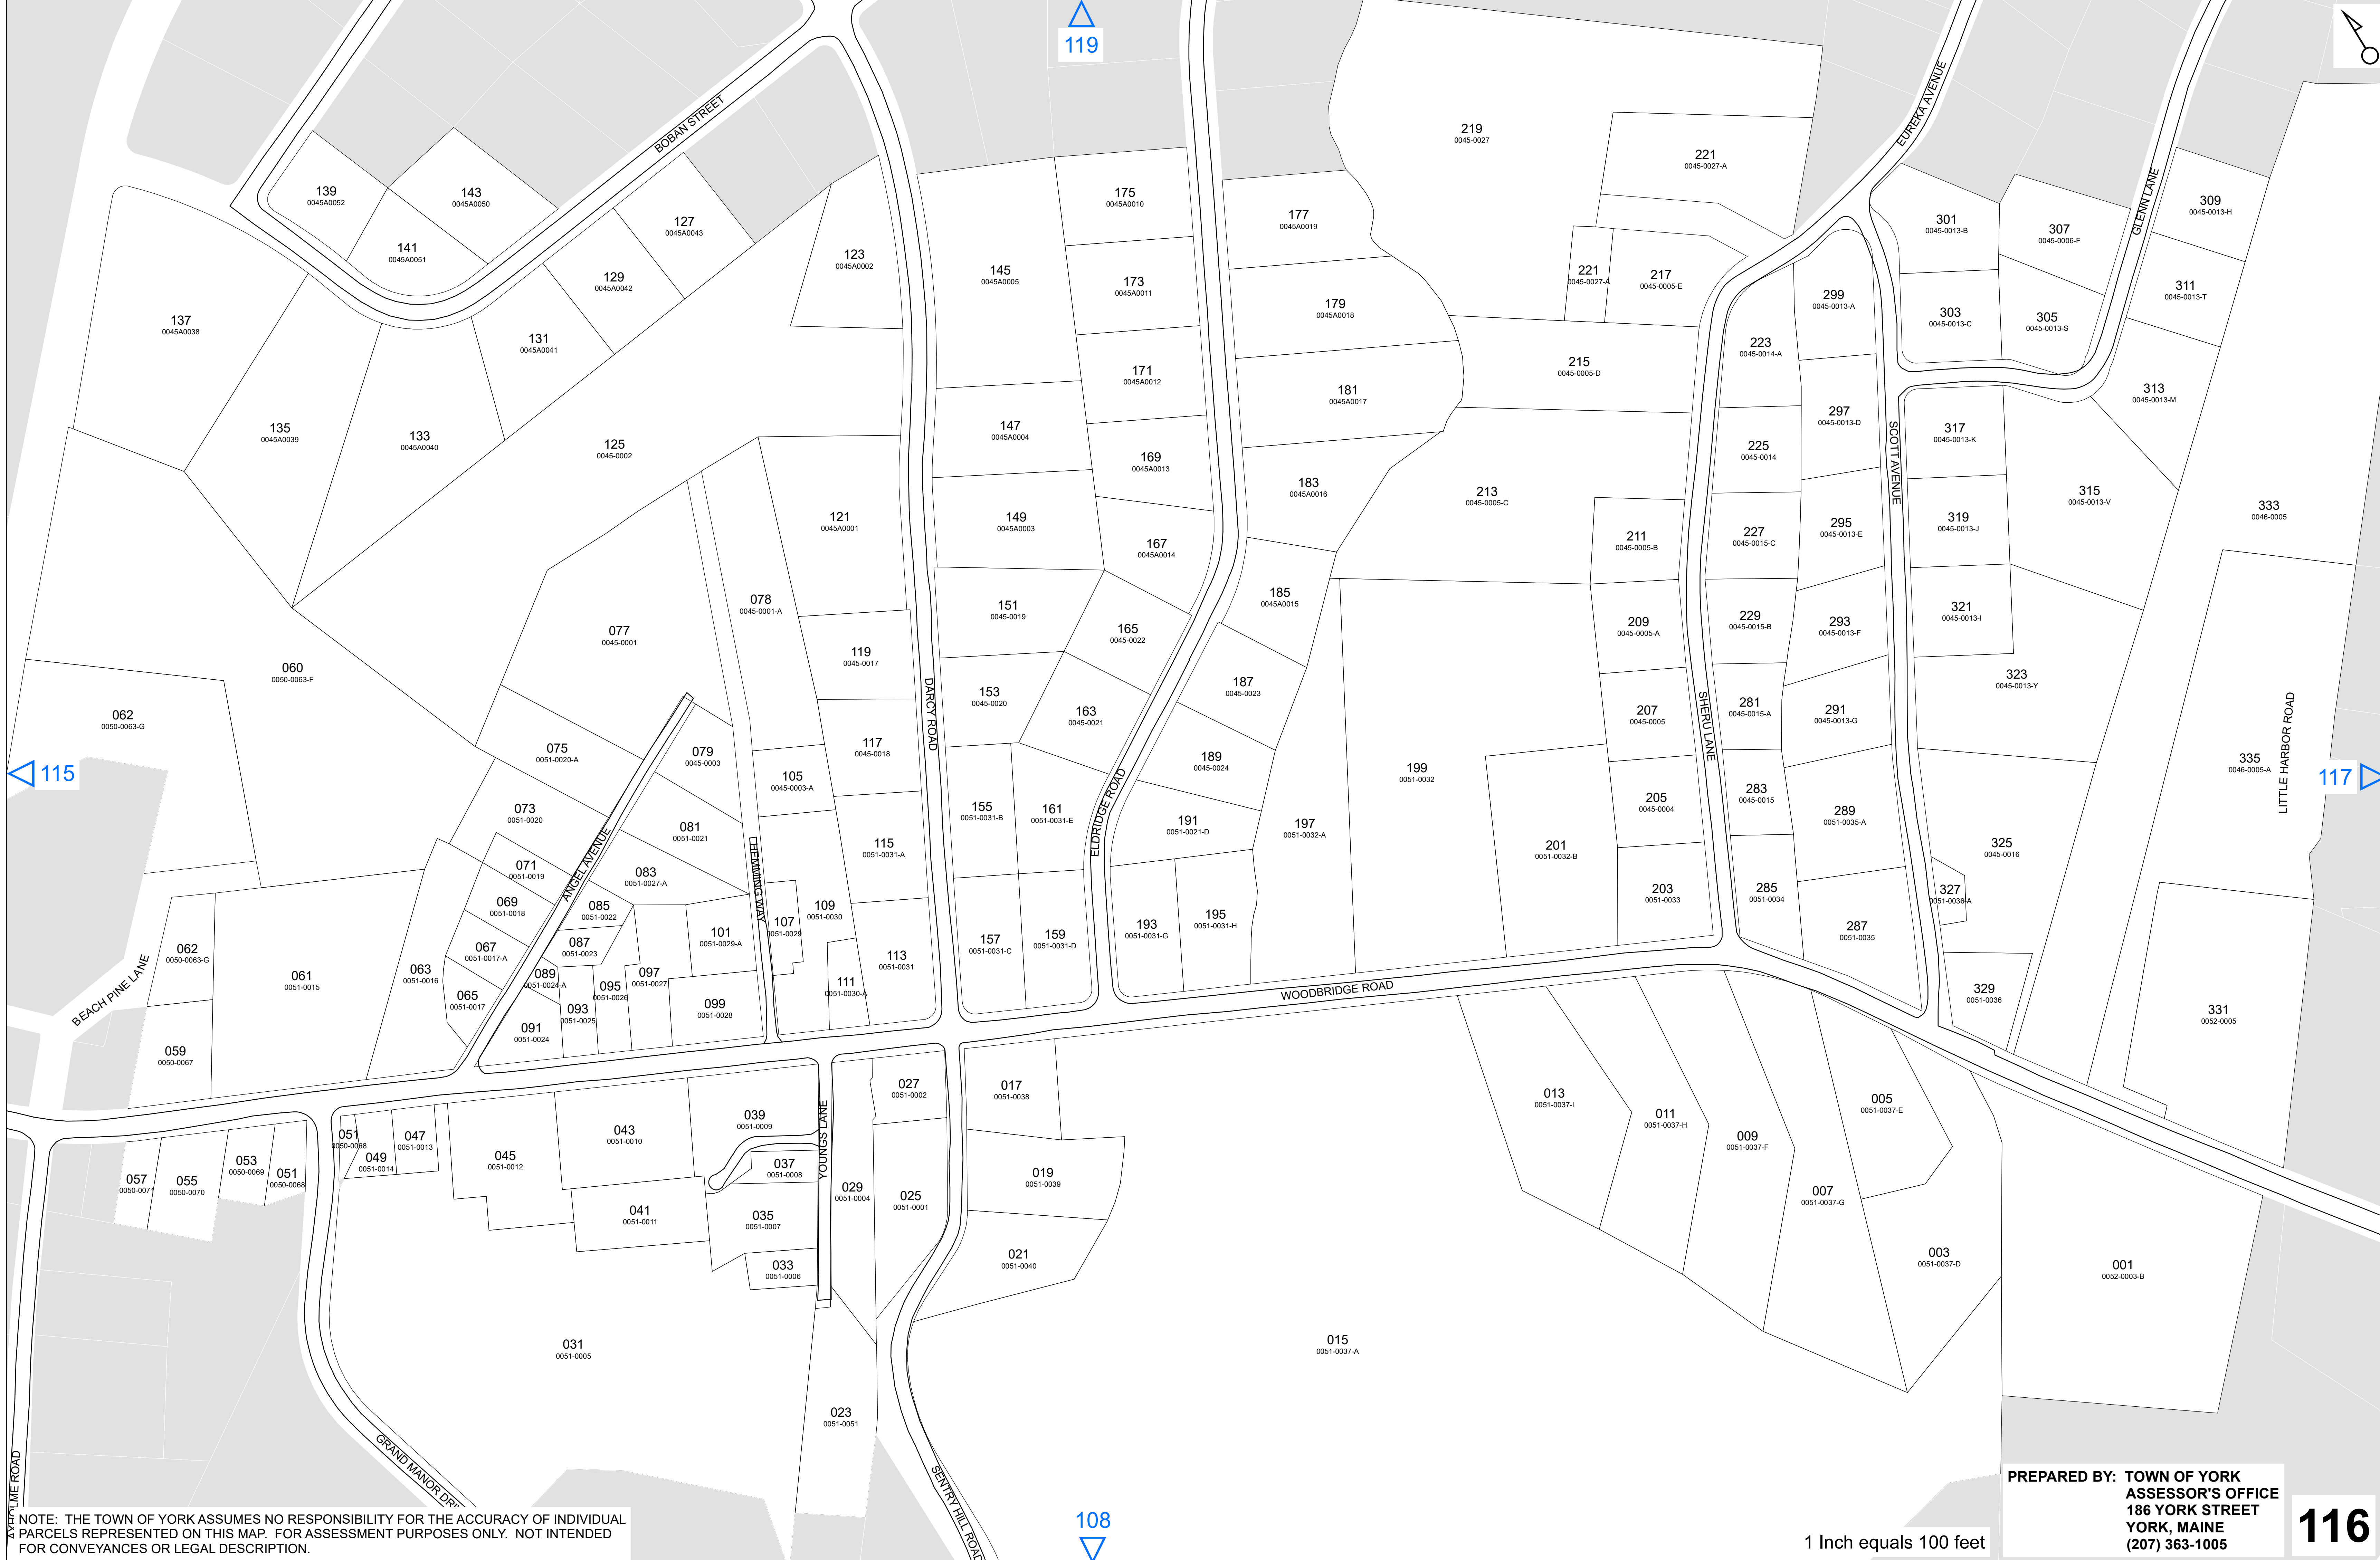 119
219
0045-0027
221
0045-0027-A
EUREKA AVENUE
BOBAN STREET
139
0045A0052
143
0045A0050
141
0045A0051
127
0045A0043
129
0045A0042
131
0045A0041
123
0045A0002
145
0045A0005
175
0045A0010
173
0045A0011
171
0045A0012
177
0045A0019
179
0045A0018
181
0045A0017
221
0045-0027-A
217
0045-0005-E
215
0045-0005-D
223
0045-0014-A
299
0045-0013-A
301
0045-0013-B
303
0045-0013-C
307
0045-0006-F
305
0045-0013-S
GLENN LANE
309
0045-0013-H
311
0045-0013-T
313
0045-0013-M
137
0045A0038
135
0045A0039
133
0045A0040
125
0045-0002
121
0045A0001
147
0045A0004
149
0045A0003
169
0045A0013
167
0045A0014
183
0045A0016
213
0045-0005-C
211
0045-0005-B
225
0045-0014
227
0045-0015-C
297
0045-0013-D
295
0045-0013-E
SCOTT AVENUE
317
0045-0013-K
319
0045-0013-J
315
0045-0013-V
333
0046-0005
321
0045-0013-I
323
0045-0013-Y
060
0050-0063-F
062
0050-0063-G
077
0045-0001
078
0045-0001-A
119
0045-0017
117
0045-0018
DARCY ROAD
151
0045-0019
153
0045-0020
165
0045-0022
163
0045-0021
185
0045A0015
187
0045-0023
189
0045-0024
209
0045-0005-A
207
0045-0005
SHERU LANE
229
0045-0015-B
281
0045-0015-A
293
0045-0013-F
291
0045-0013-G
115
075
0051-0020-A
079
0045-0003
105
0045-0003-A
073
0051-0020
081
0051-0021
115
0051-0031-A
155
0051-0031-B
161
0051-0031-E
ELDRIDGE ROAD
191
0051-0021-D
197
0051-0032-A
199
0051-0032
201
0051-0032-B
205
0045-0004
203
0051-0033
283
0045-0015
285
0051-0034
289
0051-0035-A
287
0051-0035
325
0045-0016
327
0051-0036-A
329
0051-0036
335
0046-0005-A
LITTLE HARBOR ROAD
117
331
0052-0005
071
0051-0019
069
0051-0018
067
0051-0017-A
065
0051-0017
063
0051-0016
061
0051-0015
062
0050-0063-G
059
0050-0067
BEACH PINE LANE
ANGEL AVENUE
083
0051-0027-A
085
0051-0022
087
0051-0023
089
0051-0024-A
091
0051-0024
093
0051-0025
095
0051-0026
097
0051-0027
099
0051-0028
101
0051-0029-A
HEMMING WAY
107
0051-0029
109
0051-0030
111
0051-0030-A
113
0051-0031
157
0051-0031-C
159
0051-0031-D
193
0051-0031-G
195
0051-0031-H
WOODBRIDGE ROAD
057
0050-0071
055
0050-0070
053
0050-0069
051
0050-0068
051
0050-0068
049
0051-0014
047
0051-0013
045
0051-0012
043
0051-0010
041
0051-0011
039
0051-0009
037
0051-0008
035
0051-0007
033
0051-0006
YOUNGS LANE
029
0051-0004
027
0051-0002
025
0051-0001
017
0051-0038
019
0051-0039
021
0051-0040
013
0051-0037-I
011
0051-0037-H
009
0051-0037-F
007
0051-0037-G
005
0051-0037-E
003
0051-0037-D
001
0052-0003-B
031
0051-0005
023
0051-0051
015
0051-0037-A
GRAND MANOR
SENTRY HILL ROAD
ROAD
108
NOTE: THE TOWN OF YORK ASSUMES NO RESPONSIBILITY FOR THE ACCURACY OF INDIVIDUAL
PARCELS REPRESENTED ON THIS MAP. FOR ASSESSMENT PURPOSES ONLY. NOT INTENDED
FOR CONVEYANCES OR LEGAL DESCRIPTION.
1 Inch equals 100 feet
PREPARED BY: TOWN OF YORK
ASSESSOR'S OFFICE
186 YORK STREET
YORK, MAINE
(207) 363-1005
116